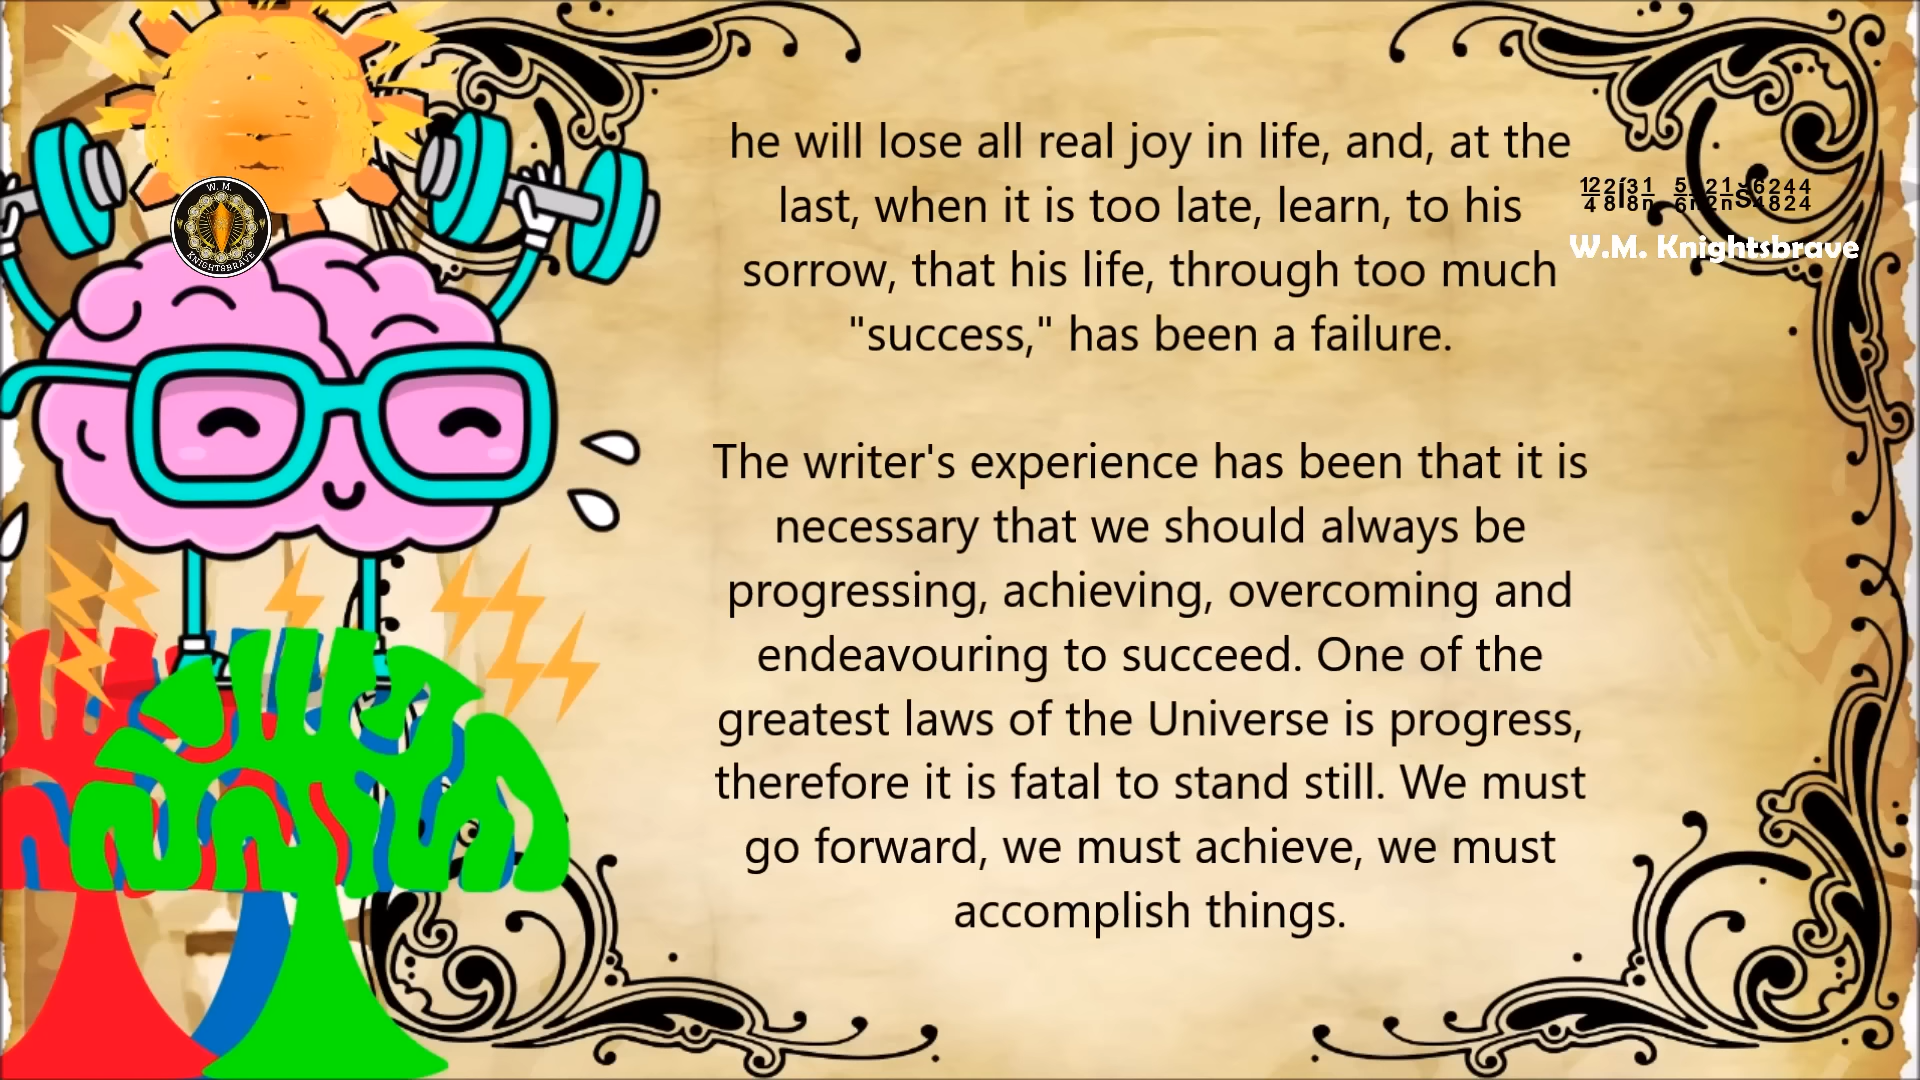 he will lose all real joy in life, and, at the
last, when it is too late, learn, to his
sorrow, that his life, through too much
"success," has been a failure.
The writer's experience has been that it is
necessary that we should always be
progressing, achieving, overcoming and
endeavouring to succeed. One of the
greatest laws of the Universe is progress,
therefore it is fatal to stand still. We must
go forward, we must achieve, we must
accomplish things.
W.M. Knightsbrave
W. M.
KNIGHTSBRAVE